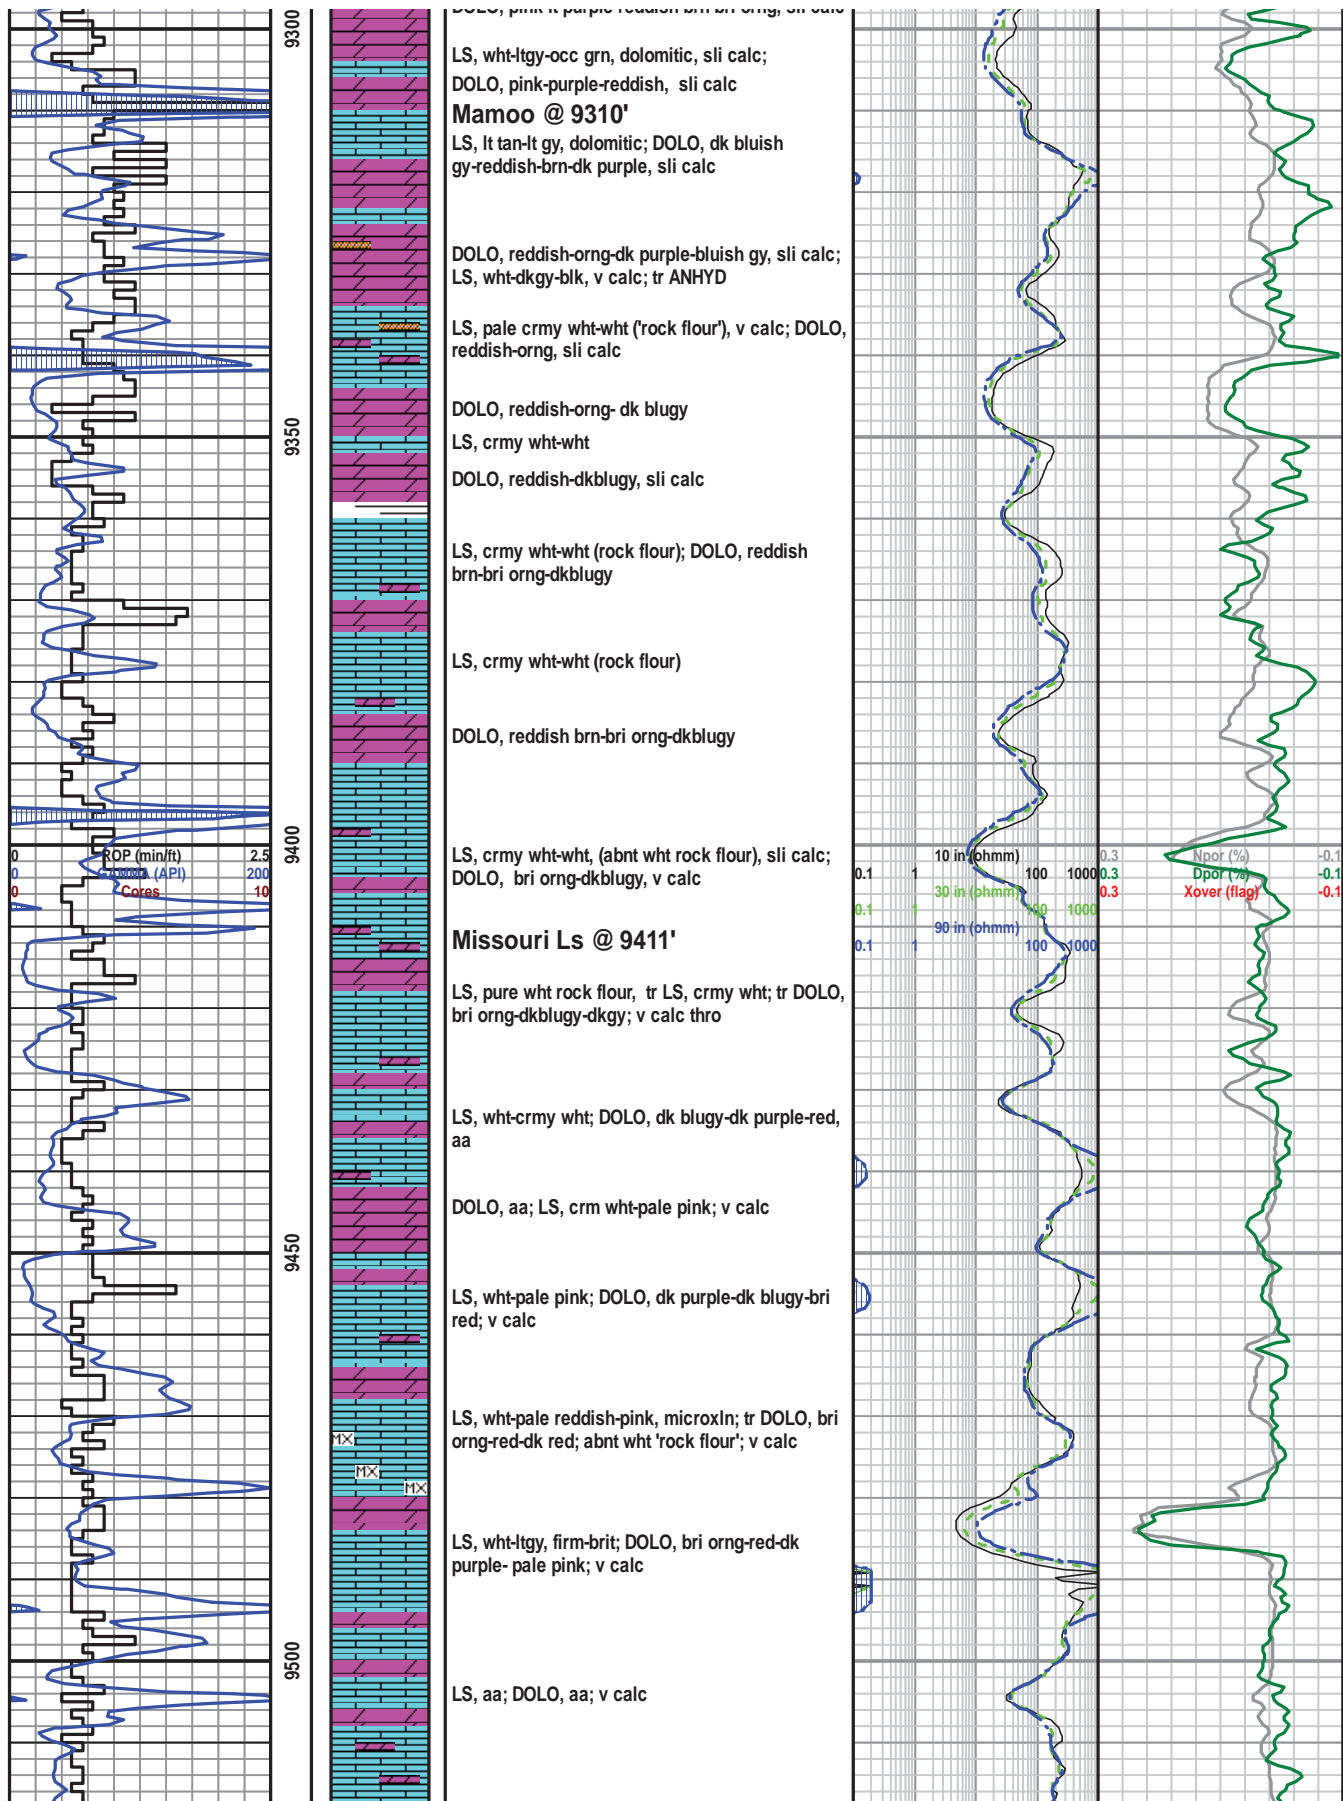 DOLO, pink-lt purple-reddish brn-bri orng, sli calc
9300
LS, wht-ltgy-occ grn, dolomitic, sli calc;
DOLO, pink-purple-reddish, sli calc
Mamoo @ 9310'
LS, lt tan-lt gy, dolomitic; DOLO, dk bluish
gy-reddish-brn-dk purple, sli calc
DOLO, reddish-orng-dk purple-bluish gy, sli calc;
LS, wht-dkgy-blk, v calc; tr ANHYD
LS, pale crmy wht-wht ('rock flour'), v calc; DOLO,
reddish-orng, sli calc
DOLO, reddish-orng- dk blugy
9350
LS, crmy wht-wht
DOLO, reddish-dkblugy, sli calc
LS, crmy wht-wht (rock flour); DOLO, reddish
brn-bri orng-dkblugy
LS, crmy wht-wht (rock flour)
DOLO, reddish brn-bri orng-dkblugy
9400
0 ROP (min/ft) 2.5
0 GAMMA (API) 200
0 Cores 10
LS, crmy wht-wht, (abnt wht rock flour), sli calc;
DOLO, bri orng-dkblugy, v calc
10 in (ohmm)
0.1 1 100 1000
30 in (ohmm)
0.1 1 100 1000
90 in (ohmm)
0.1 1 100 1000
0.3 Npor (%) -0.1
0.3 Dpor (%) -0.1
0.3 Xover (flag) -0.1
Missouri Ls @ 9411'
LS, pure wht rock flour, tr LS, crmy wht; tr DOLO,
bri orng-dkblugy-dkgy; v calc thro
LS, wht-crmy wht; DOLO, dk blugy-dk purple-red,
aa
DOLO, aa; LS, crm wht-pale pink; v calc
9450
LS, wht-pale pink; DOLO, dk purple-dk blugy-bri
red; v calc
LS, wht-pale reddish-pink, microxln; tr DOLO, bri
orng-red-dk red; abnt wht 'rock flour'; v calc
MX
MX
MX
LS, wht-ltgy, firm-brit; DOLO, bri orng-red-dk
purple- pale pink; v calc
9500
LS, aa; DOLO, aa; v calc